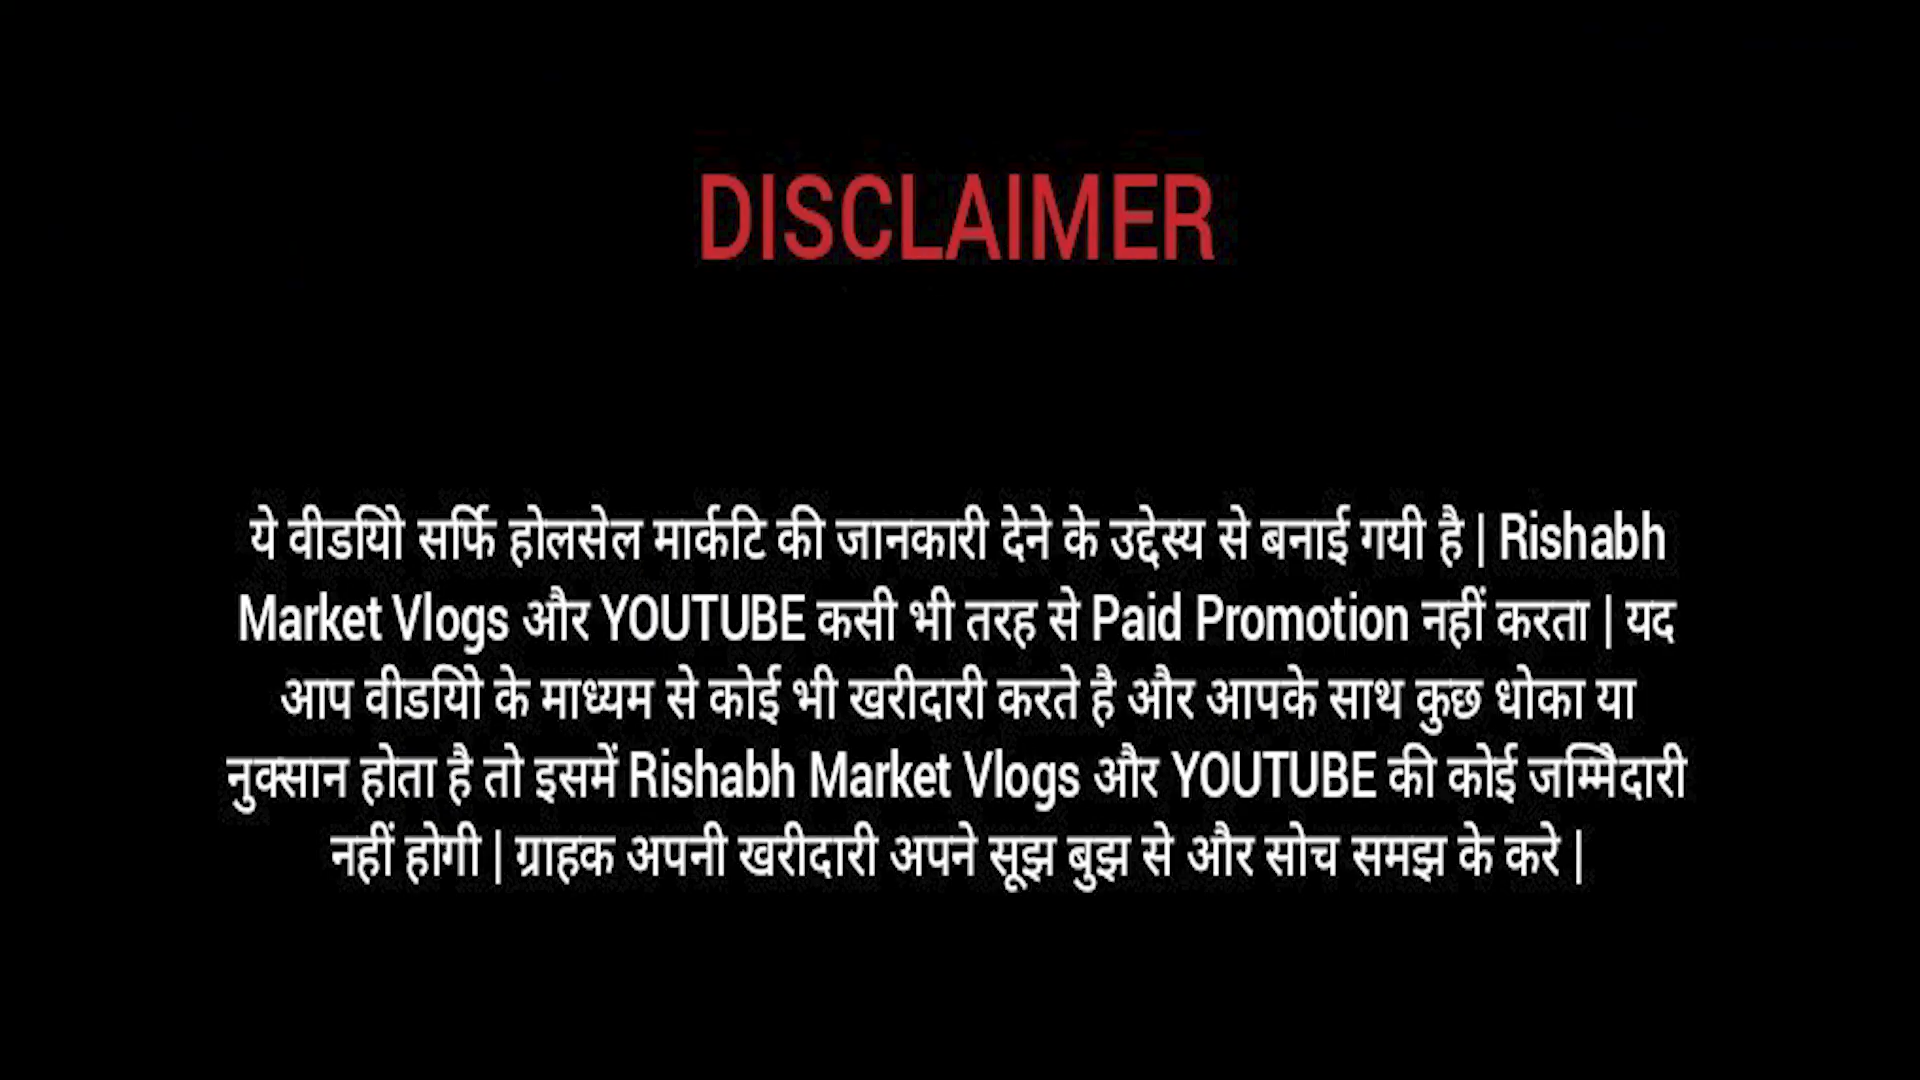 DISCLAIMER
ये वीडयिो सर्फि होलसेल मार्कटि की जानकारी देने के उद्देस्य से बनाई गयी है | Rishabh
Market Vlogs और YOUTUBE कसी भी तरह से Paid Promotion नहीं करता | यद
आप वीडयिो के माध्यम से कोई भी खरीदारी करते है और आपके साथ कुछ धोका या
नुक्सान होता है तो इसमें Rishabh Market Vlogs और YOUTUBE की कोई जम्मिेदारी
नहीं होगी | ग्राहक अपनी खरीदारी अपने सूझ बुझ से और सोच समझ के करे |